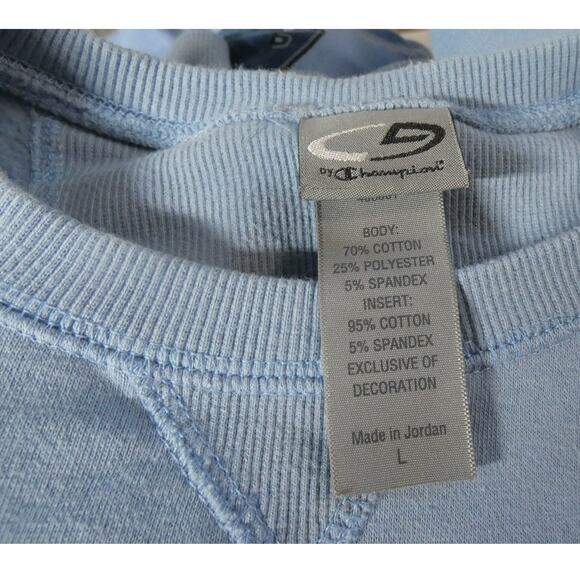 BY Champion
BODY:
70% COTTON
25% POLYESTER
5% SPANDEX
INSERT:
95% COTTON
5% SPANDEX
EXCLUSIVE OF
DECORATION
Made in Jordan
L